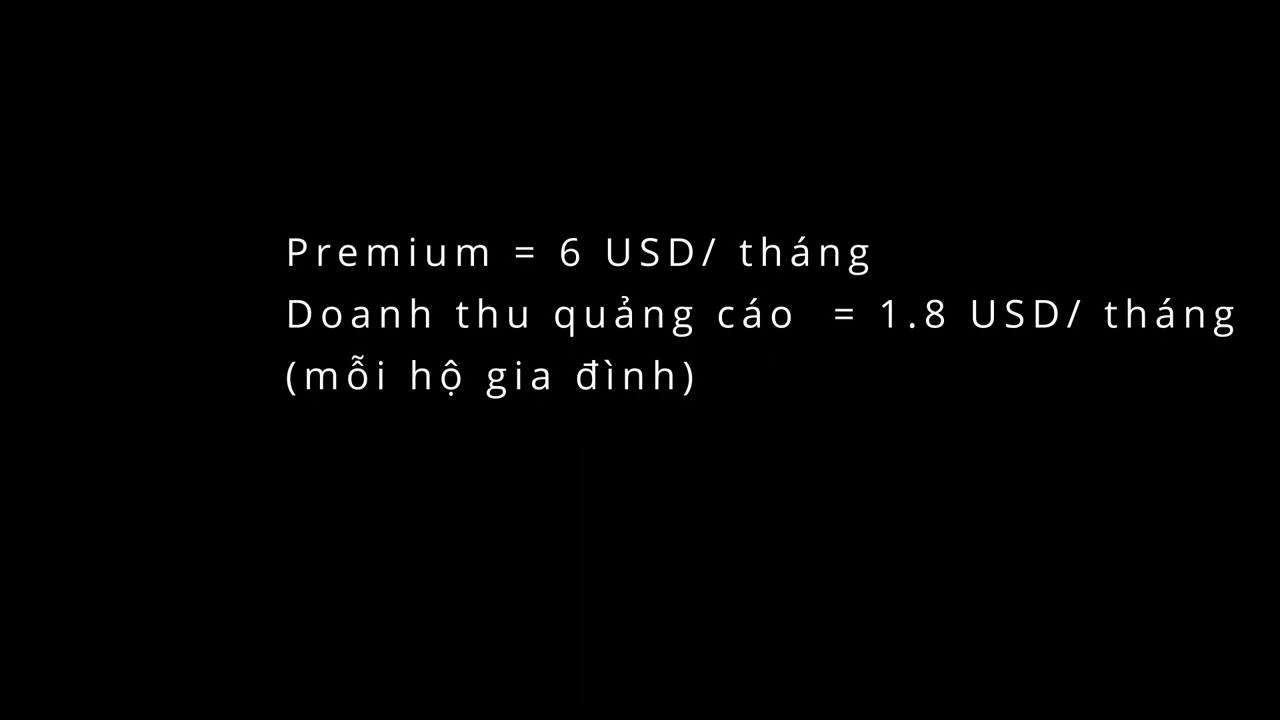 Premium = 6 USD/ tháng
Doanh thu quảng cáo = 1.8 USD/ tháng
(mỗi hộ gia đình)